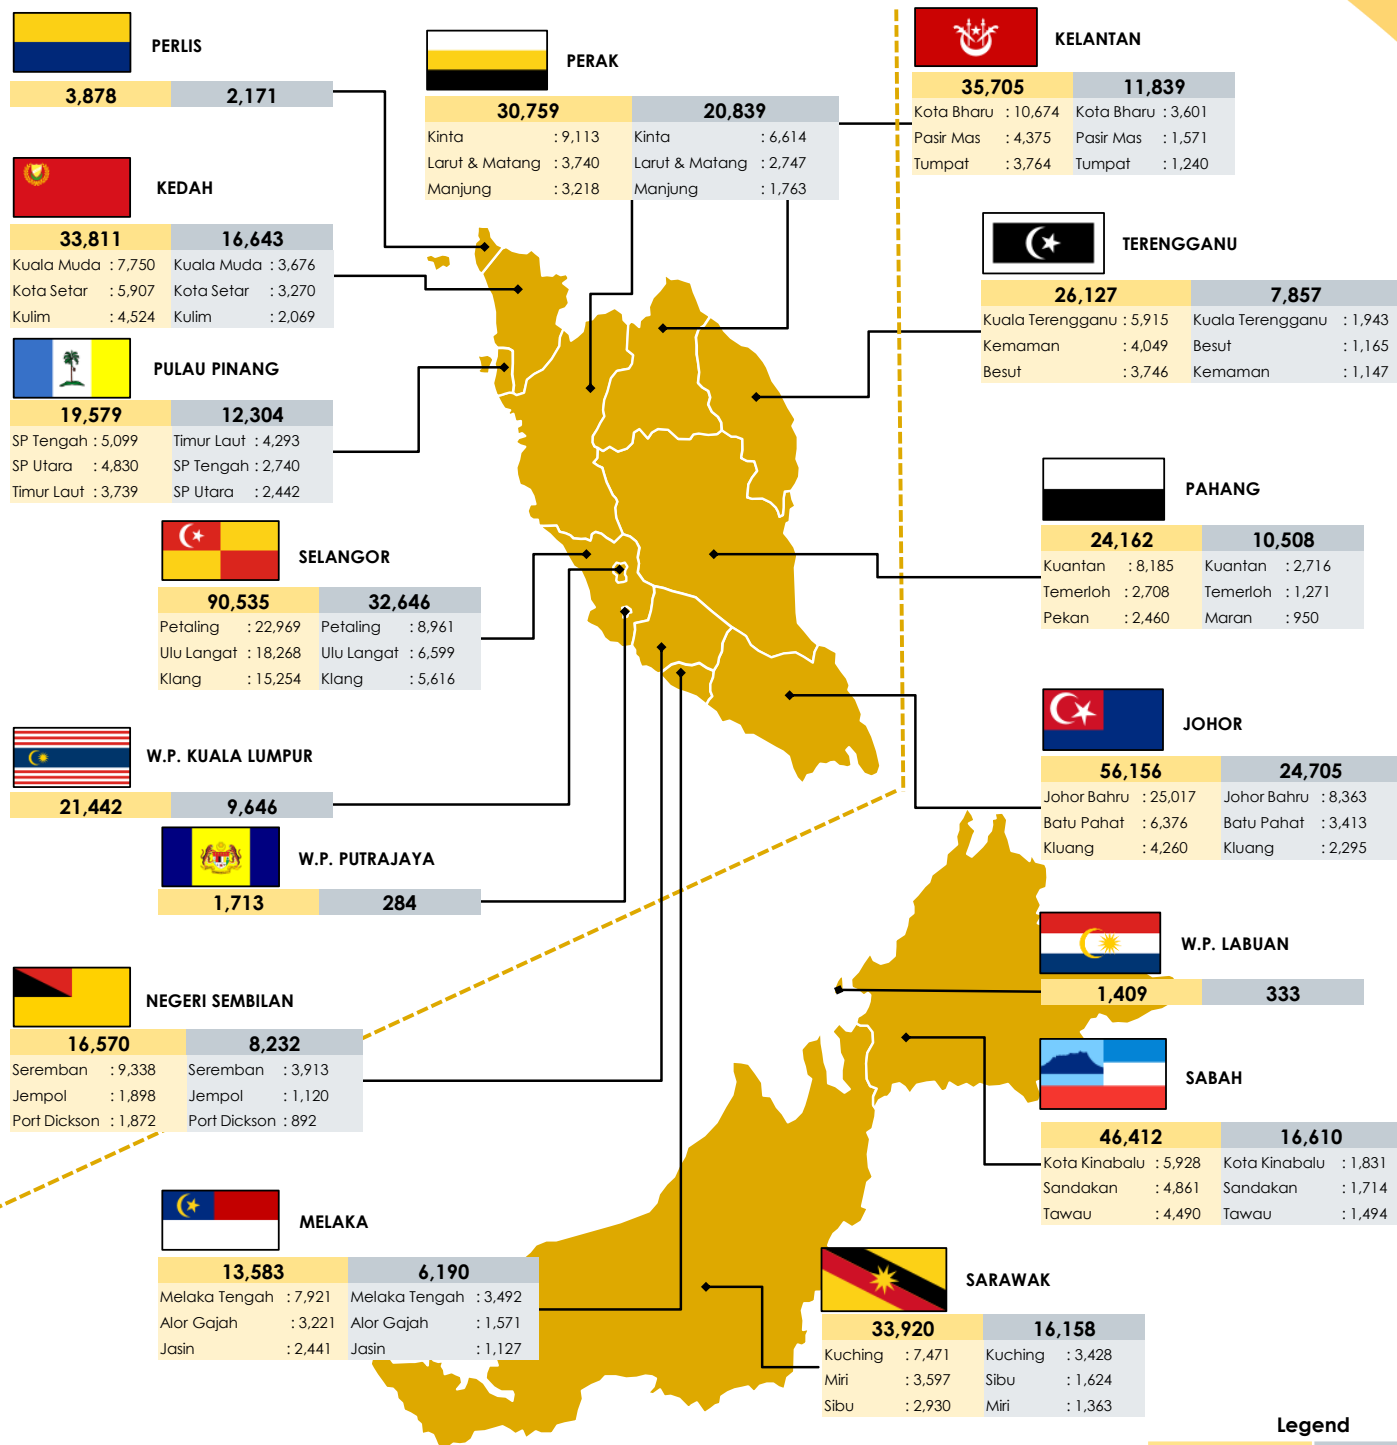 PERLIS
3,878 2,171
PERAK
30,759 20,839
Kinta : 9,113 Kinta : 6,614
Larut & Matang : 3,740 Larut & Matang : 2,747
Manjung : 3,218 Manjung : 1,763
KELANTAN
35,705 11,839
Kota Bharu : 10,674 Kota Bharu : 3,601
Pasir Mas : 4,375 Pasir Mas : 1,571
Tumpat : 3,764 Tumpat : 1,240
KEDAH
33,811 16,643
Kuala Muda : 7,750 Kuala Muda : 3,676
Kota Setar : 5,907 Kota Setar : 3,270
Kulim : 4,524 Kulim : 2,069
TERENGGANU
26,127 7,857
Kuala Terengganu : 5,915 Kuala Terengganu : 1,943
Kemaman : 4,049 Besut : 1,165
Besut : 3,746 Kemaman : 1,147
PULAU PINANG
19,579 12,304
SP Tengah : 5,099 Timur Laut : 4,293
SP Utara : 4,830 SP Tengah : 2,740
Timur Laut : 3,739 SP Utara : 2,442
PAHANG
24,162 10,508
Kuantan : 8,185 Kuantan : 2,716
Temerloh : 2,708 Temerloh : 1,271
Pekan : 2,460 Maran : 950
SELANGOR
90,535 32,646
Petaling : 22,969 Petaling : 8,961
Ulu Langat : 18,268 Ulu Langat : 6,599
Klang : 15,254 Klang : 5,616
W.P. KUALA LUMPUR
21,442 9,646
JOHOR
56,156 24,705
Johor Bahru : 25,017 Johor Bahru : 8,363
Batu Pahat : 6,376 Batu Pahat : 3,413
Kluang : 4,260 Kluang : 2,295
W.P. PUTRAJAYA
1,713 284
W.P. LABUAN
1,409 333
NEGERI SEMBILAN
16,570 8,232
Seremban : 9,338 Seremban : 3,913
Jempol : 1,898 Jempol : 1,120
Port Dickson : 1,872 Port Dickson : 892
SABAH
46,412 16,610
Kota Kinabalu : 5,928 Kota Kinabalu : 1,831
Sandakan : 4,861 Sandakan : 1,714
Tawau : 4,490 Tawau : 1,494
MELAKA
13,583 6,190
Melaka Tengah : 7,921 Melaka Tengah : 3,492
Alor Gajah : 3,221 Alor Gajah : 1,571
Jasin : 2,441 Jasin : 1,127
SARAWAK
33,920 16,158
Kuching : 7,471 Kuching : 3,428
Miri : 3,597 Sibu : 1,624
Sibu : 2,930 Miri : 1,363
Legend